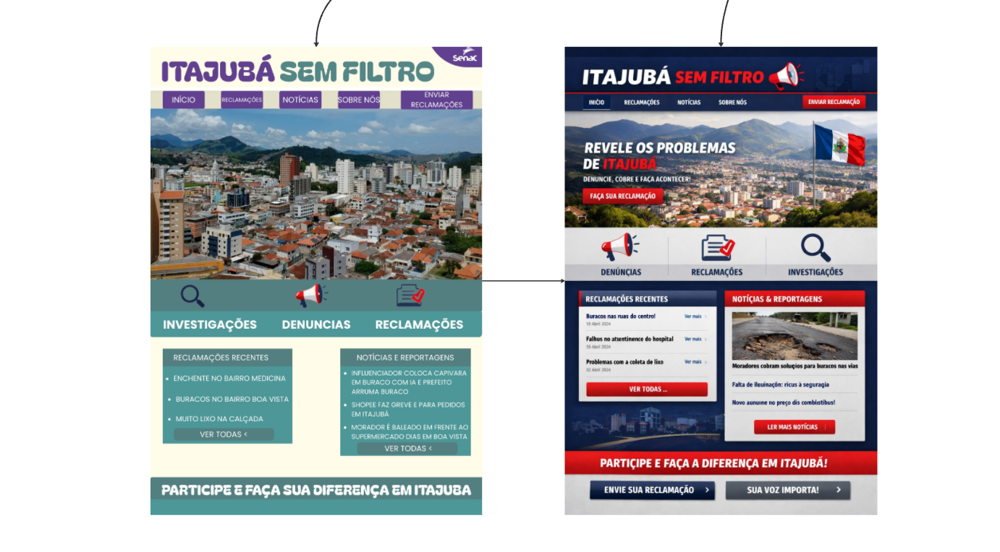 Senac
ITAJUBÁ SEM FILTRO
INÍCIO
RECLAMAÇÕES
NOTÍCIAS
SOBRE NÓS
ENVIAR
RECLAMAÇÕES
INVESTIGAÇÕES
DENUNCIAS
RECLAMAÇÕES
RECLAMAÇÕES RECENTES
• ENCHENTE NO BAIRRO MEDICINA
• BURACOS NO BAIRRO BOA VISTA
• MUITO LIXO NA CALÇADA
VER TODAS <
NOTÍCIAS E REPORTAGENS
• INFLUENCIADOR COLOCA CAPIVARA
EM BURACO COM IA E PREFEITO
ARRUMA BURACO
• SHOPEE FAZ GREVE E PARA PEDIDOS
EM ITAJUBÁ
• MORADOR É BALEADO EM FRENTE AO
SUPERMERCADO DIAS EM BOA VISTA
VER TODAS <
PARTICIPE E FAÇA SUA DIFERENÇA EM ITAJUBA
ITAJUBÁ SEM FILTRO
INICIO
RECLAMAÇÕES
NOTÍCIAS
SOBRE NÓS
ENVIAR RECLAMAÇÃO
REVELE OS PROBLEMAS
DE ITAJUBÁ
DENUNCIE, COBRE E FAÇA ACONTECER!
FAÇA SUA RECLAMAÇÃO
DENÚNÇIAS
RECLAMAÇÕES
INVESTIGAÇÕES
RECLAMAÇÕES RECENTES
Buracos nas ruas do centro! Ver mais ›
19 Abril 2024
Falhus no attentinence do hospital Ver mais ›
55 Abril 2024
Problemas com a coleta de lixo Ver mais ›
02 Abril 2024
VER TODAS ...
NOTÍÇIAS & REPORTAGENS
Moradores cobram soluçios para buracos nas vias
Falta de Iluuinaçőn: ricus à seguragia
Novo aunune no preço dis combistibus!
LER MAIS NOTÍCIAS
PARTIÇIPE E FAÇA A DIFERENÇA EM ITAJUBÁ!
ENVIE SUA RECLAMAÇÃO >
SUA VOZ IMPORTA! >